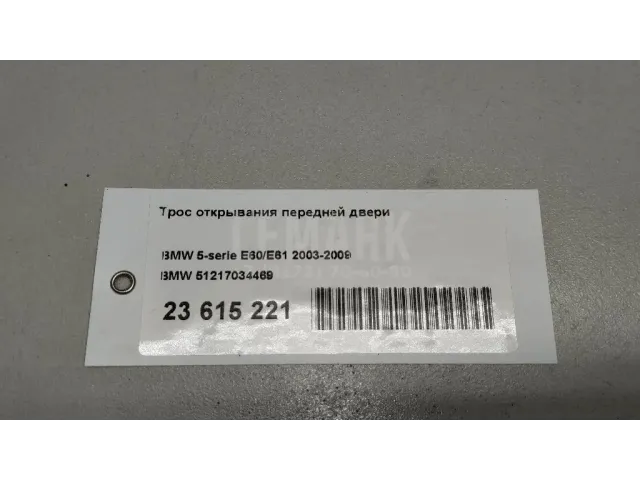 Трос открывания передней двери
BMW 5-serie E60/E61 2003-2009
BMW 51217034469
23 615 221